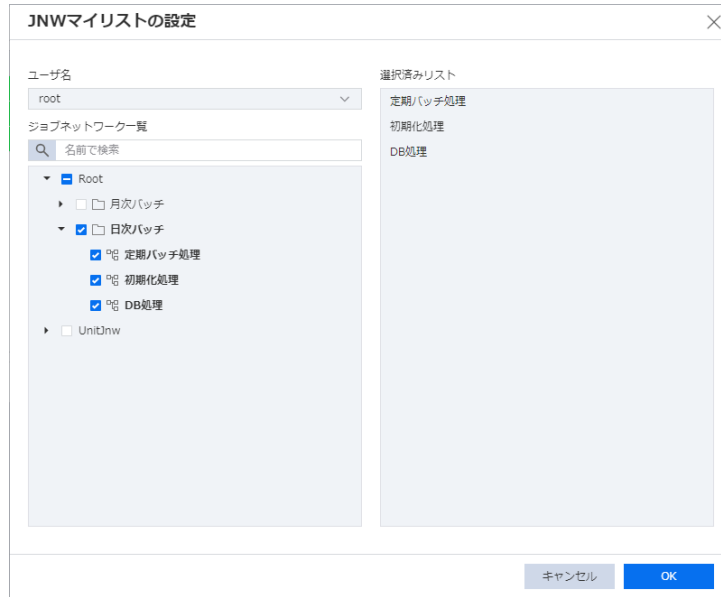 JNWマイリストの設定
ユーザ名
root
ジョブネットワーク一覧
名前で検索
Root
月次バッチ
日次バッチ
定期バッチ処理
初期化処理
DB処理
UnitJnw
選択済みリスト
定期バッチ処理
初期化処理
DB処理
キャンセル
OK